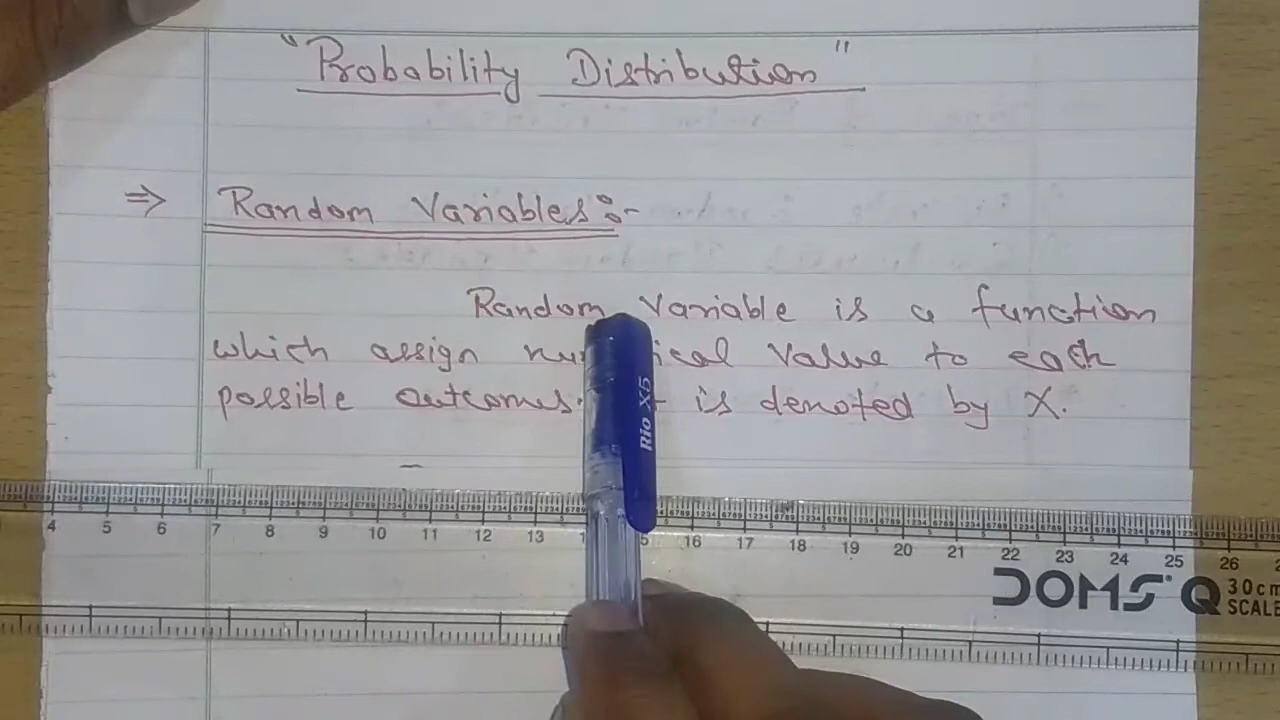 "Probability Distribution"
⇒ Random Variables:-
Random Variable is a function
which assign value to each
possible outcomes. is denoted by X.
Rio X5
4 5 6 7 8 9 10 11 12 13 16 17 18 19 20 21 22 23 24 25 26
DOMS Q 30cm
SCALE